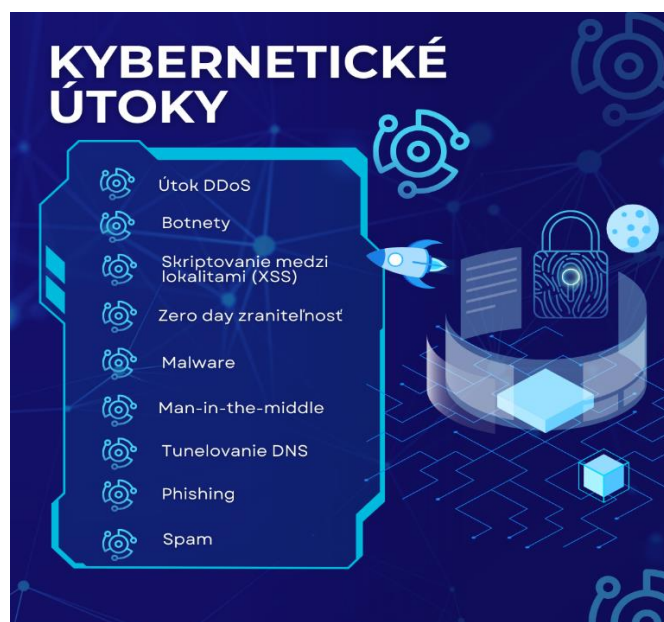 KYBERNETICKÉ
ÚTOKY
Útok DDoS
Botnety
Skriptovanie medzi
lokalitami (XSS)
Zero day zraniteľnosť
Malware
Man-in-the-middle
Tunelovanie DNS
Phishing
Spam